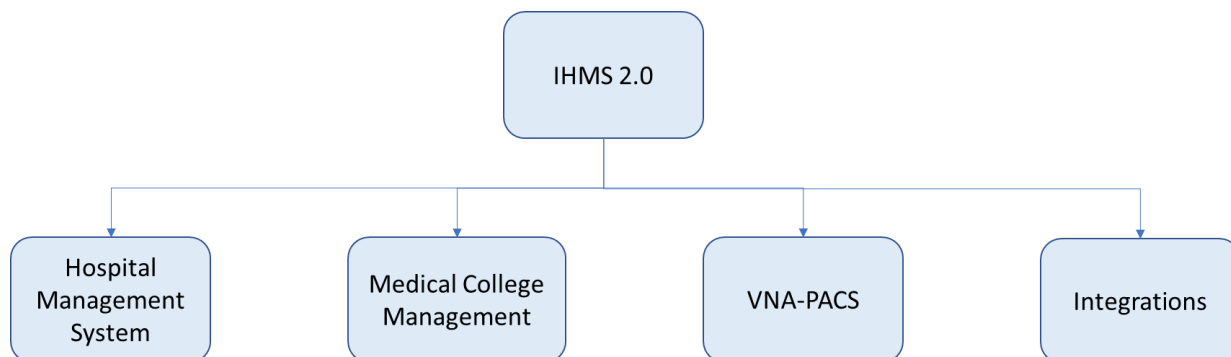 IHMS 2.0
Hospital
Management
System
Medical College
Management
VNA-PACS
Integrations